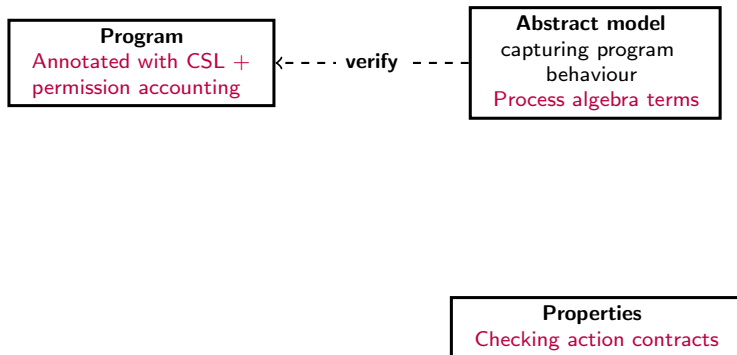 Program
Annotated with CSL +
permission accounting
verify
Abstract model
capturing program
behaviour
Process algebra terms
Properties
Checking action contracts